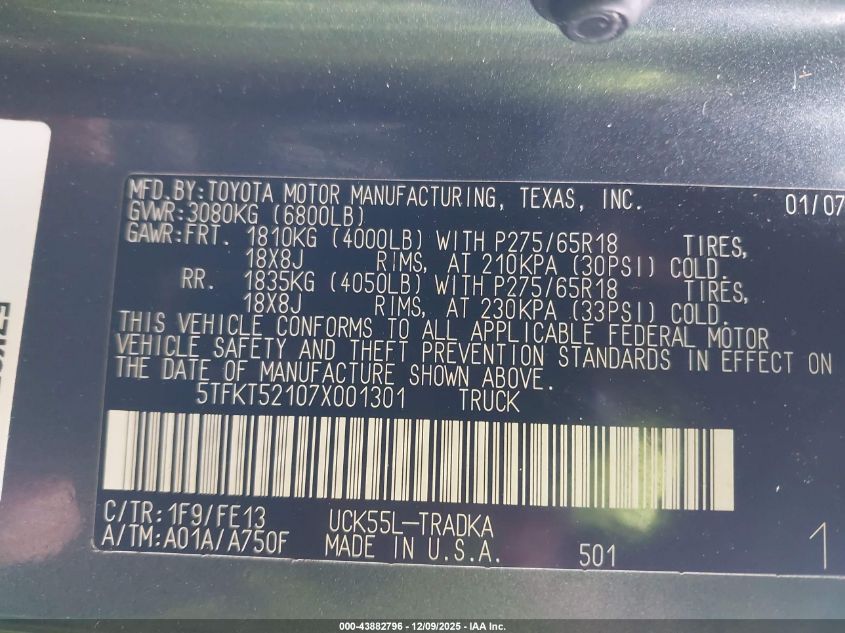 MFD.BY:TOYOTA MOTOR MANUFACTURING, TEXAS, INC. 01/07
GVWR:3080KG (6800LB)
GAWR:FRT. 1810KG (4000LB) WITH P275/65R18 TIRES,
18X8J RIMS, AT 210KPA (30PSI) COLD.
RR. 1835KG (4050LB) WITH P275/65R18 TIRES,
18X8J RIMS, AT 230KPA (33PSI) COLD.
THIS VEHICLE CONFORMS TO ALL APPLICABLE FEDERAL MOTOR
VEHICLE SAFETY AND THEFT PREVENTION STANDARDS IN EFFECT ON
THE DATE OF MANUFACTURE SHOWN ABOVE.
5TFKT52107X001301 TRUCK
C/TR:1F9/FE13 UCK55L-TRADKA
A/TM:A01A/A750F MADE IN U.S.A. 501 1
000-43882796 - 12/09/2025 - IAA Inc.